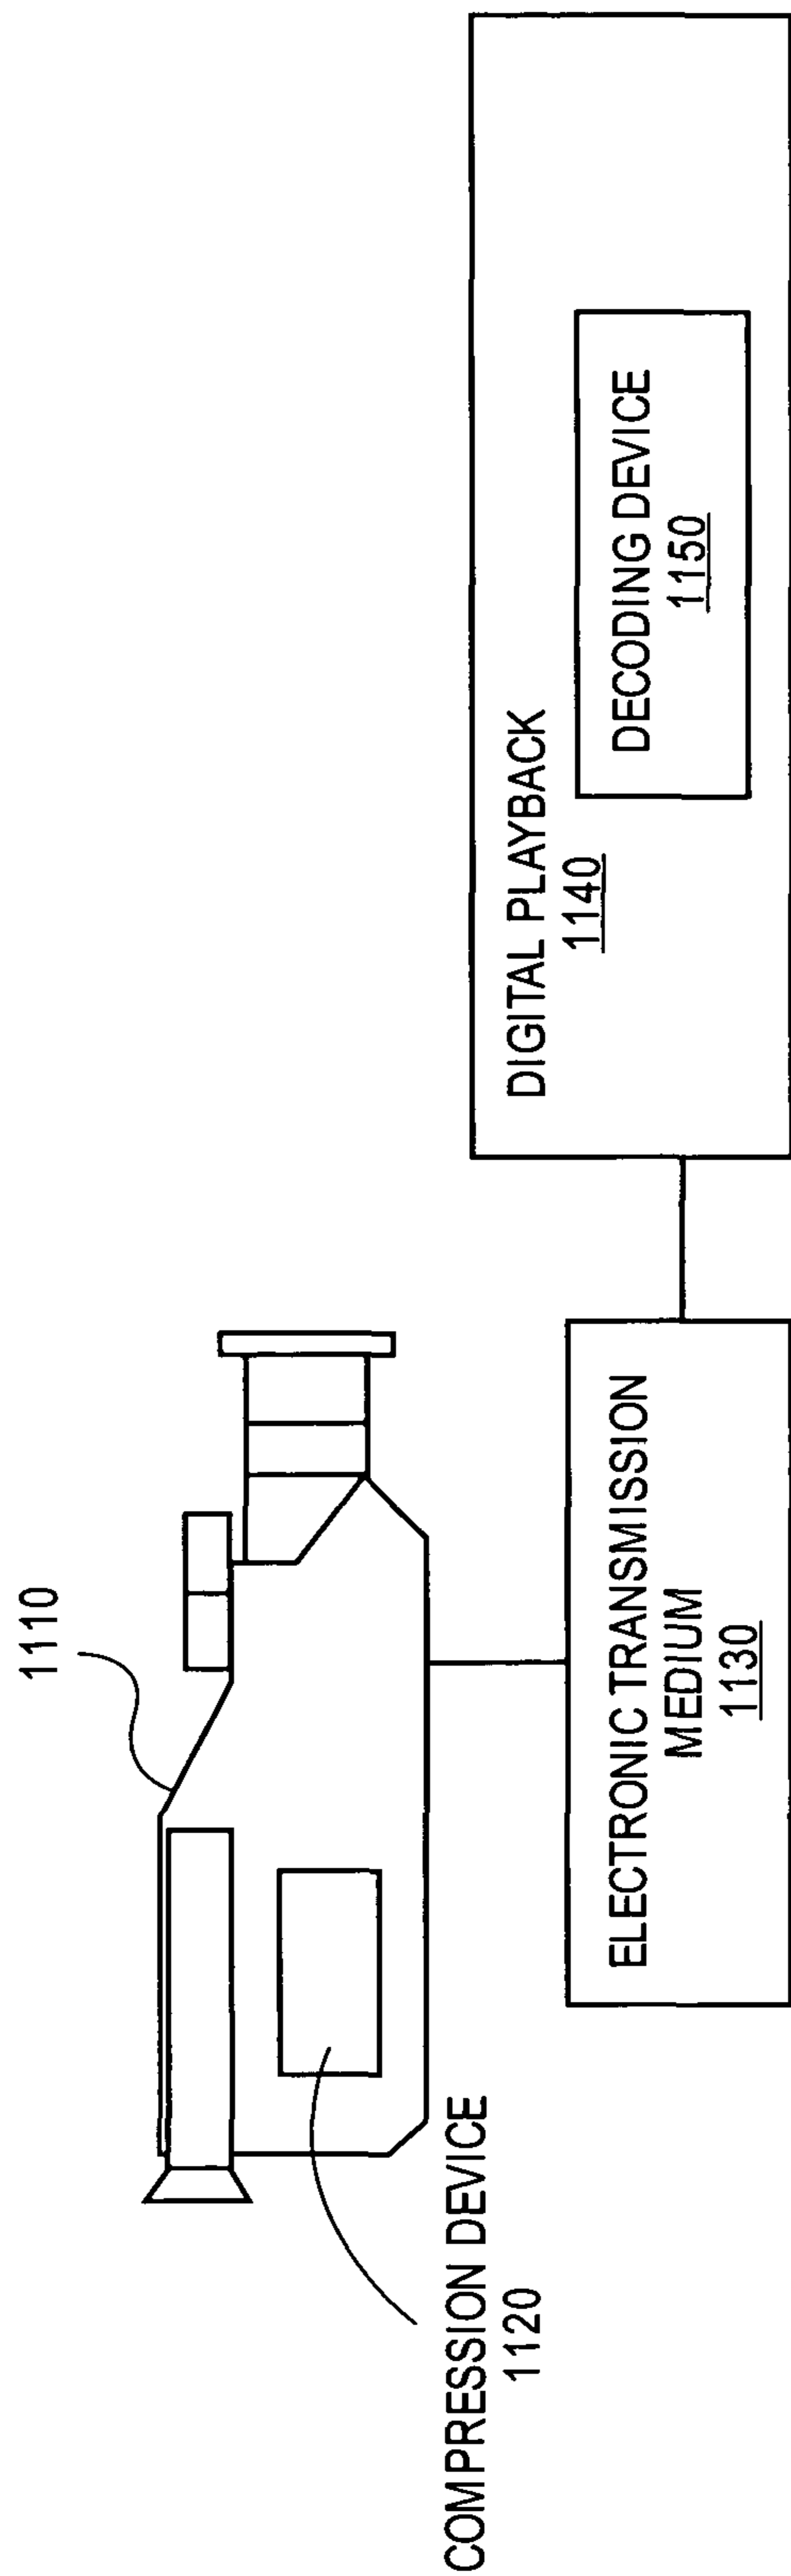 1110
COMPRESSION DEVICE
1120
ELECTRONIC TRANSMISSION
MEDIUM
1130
DIGITAL PLAYBACK
1140
DECODING DEVICE
1150